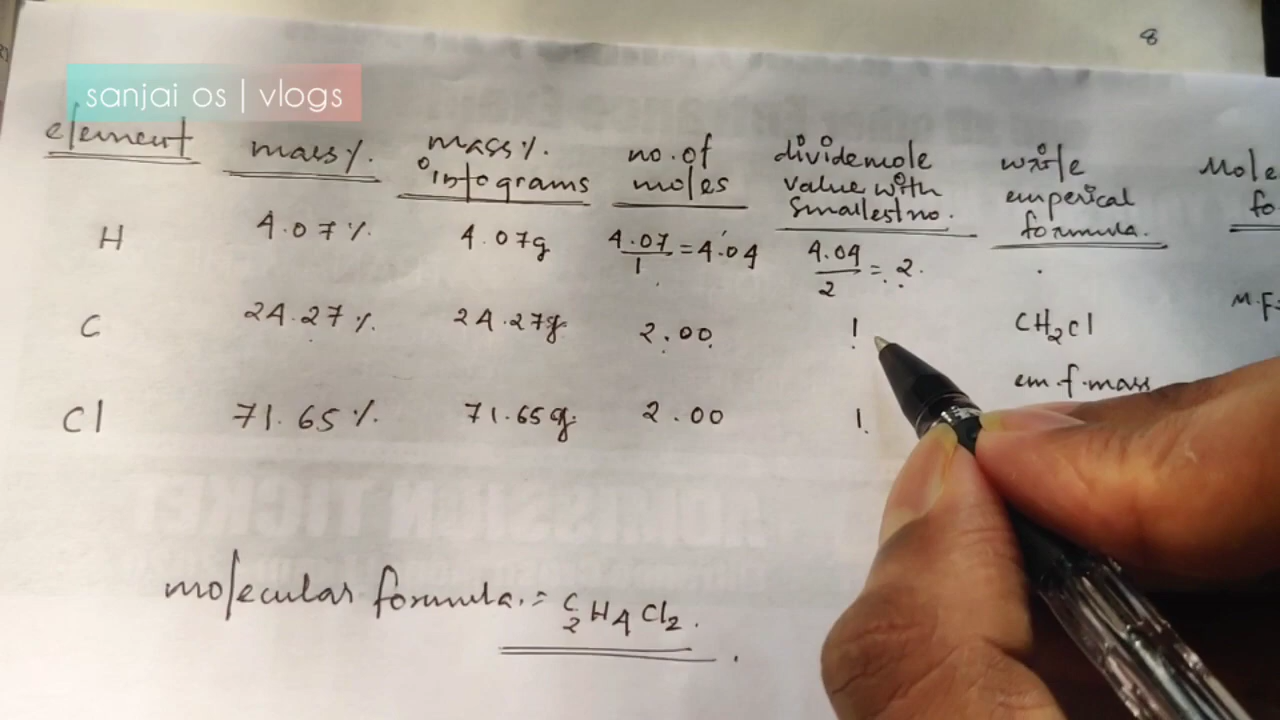 8
sanjai os | vlogs
element mass%. mass%. into grams no. of moles divide mole value with smallest no. write emperical formula. Mole fo
H 4.07% 4.07g 4.07/1 = 4.04 4.04/2 = 2.
C 24.27%. 24.27g. 2.00 1 CH2Cl M.F
em.f.mass
Cl 71.65%. 71.65g. 2.00 1.
molecular formula. = C2H4Cl2.